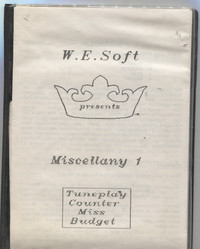 W.E.Soft
presents
Miscellany 1
Tuneplay
Counter
Miss
Budget